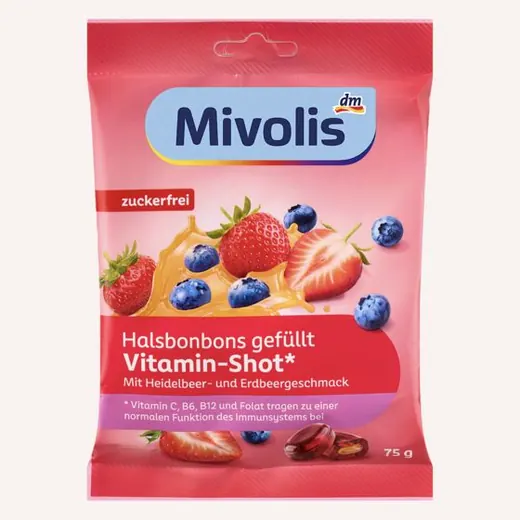 dm
Mivolis
zuckerfrei
Halsbonbons gefüllt
Vitamin-Shot*
Mit Heidelbeer- und Erdbeergeschmack
* Vitamin C, B6, B12 und Folat tragen zu einer
normalen Funktion des Immunsystems bei
75 g